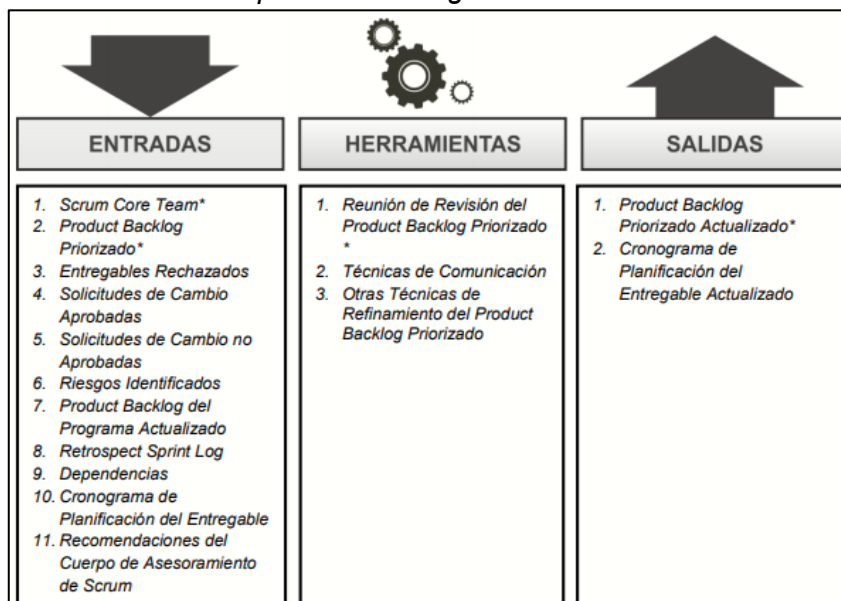 ENTRADAS
1. Scrum Core Team*
2. Product Backlog
Priorizado*
3. Entregables Rechazados
4. Solicitudes de Cambio
Aprobadas
5. Solicitudes de Cambio no
Aprobadas
6. Riesgos Identificados
7. Product Backlog del
Programa Actualizado
8. Retrospect Sprint Log
9. Dependencias
10. Cronograma de
Planificación del Entregable
11. Recomendaciones del
Cuerpo de Asesoramiento
de Scrum
HERRAMIENTAS
1. Reunión de Revisión del
Product Backlog Priorizado
*
2. Técnicas de Comunicación
3. Otras Técnicas de
Refinamiento del Product
Backlog Priorizado
SALIDAS
1. Product Backlog
Priorizado Actualizado*
2. Cronograma de
Planificación del
Entregable Actualizado